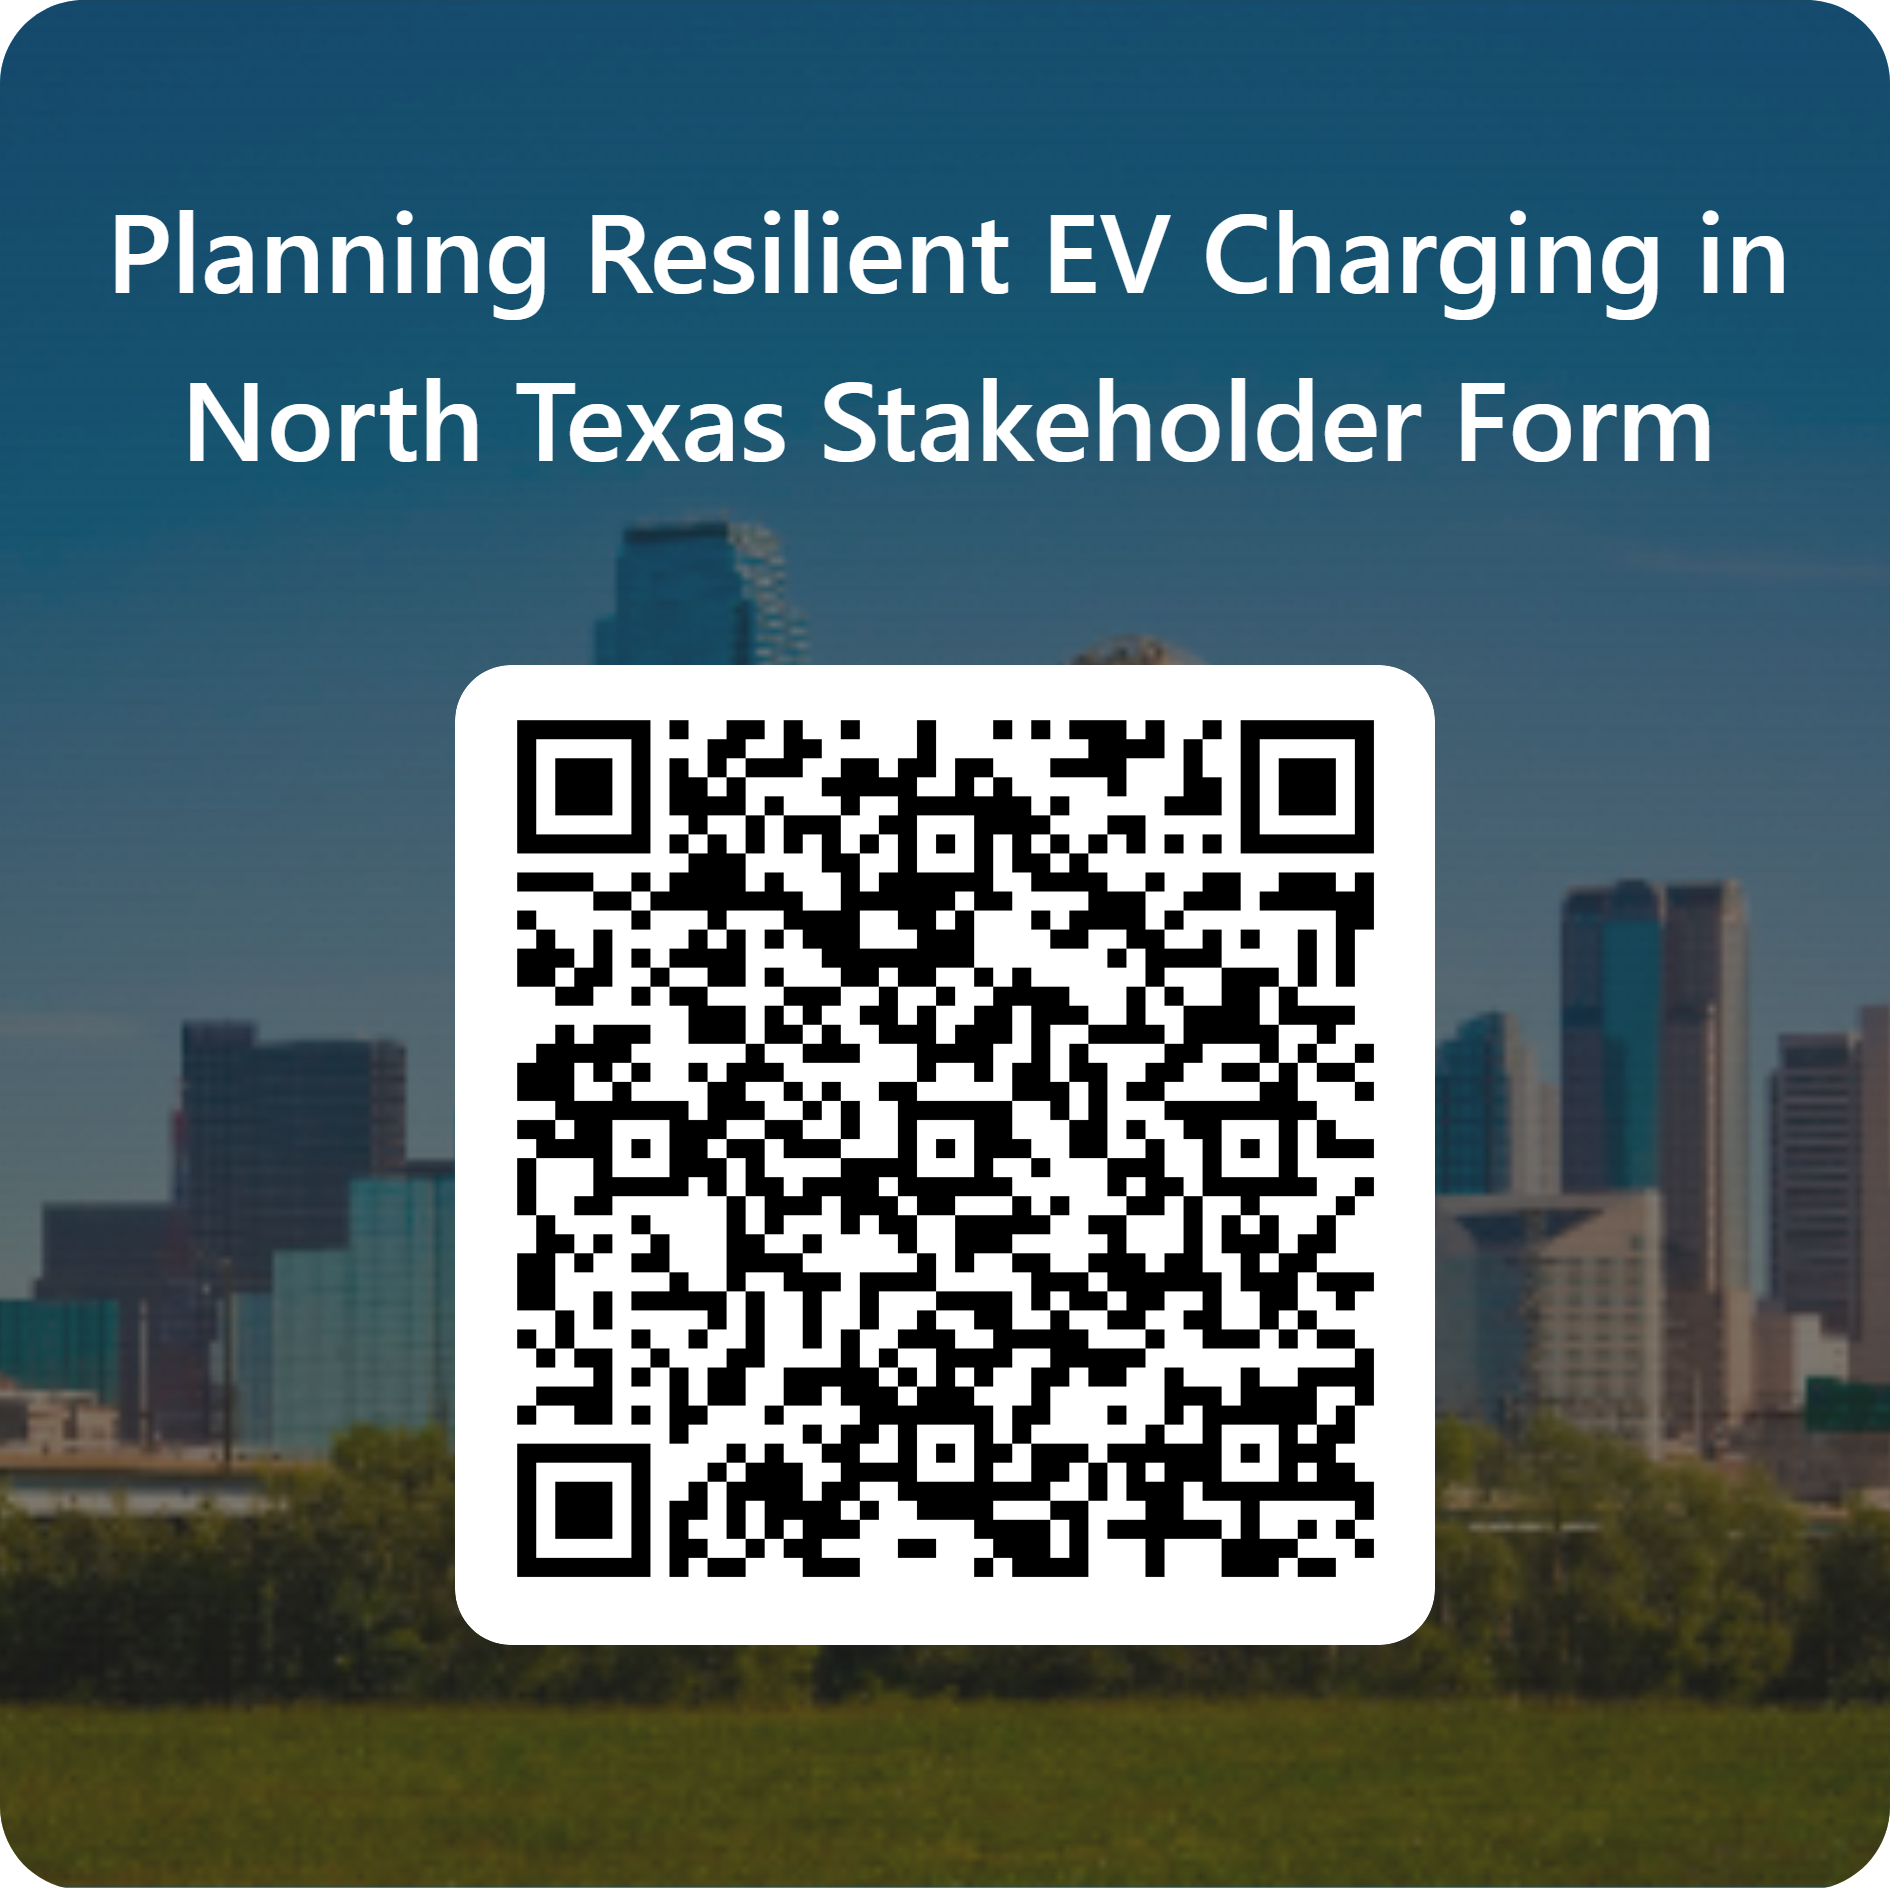 Planning Resilient EV Charging in
North Texas Stakeholder Form